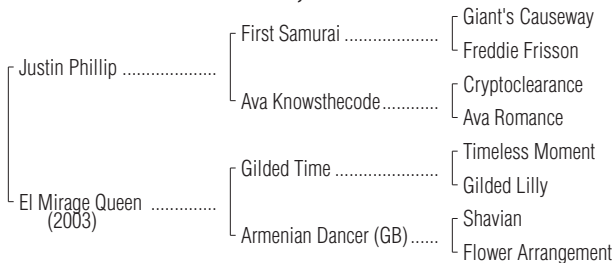 Giant's Causeway
First Samurai ....................
Freddie Frisson
Justin Phillip ....................
Cryptoclearance
Ava Knowsthecode............
Ava Romance
Timeless Moment
Gilded Time ......................
Gilded Lilly
El Mirage Queen ..............
(2003)
Shavian
Armenian Dancer (GB)......
Flower Arrangement